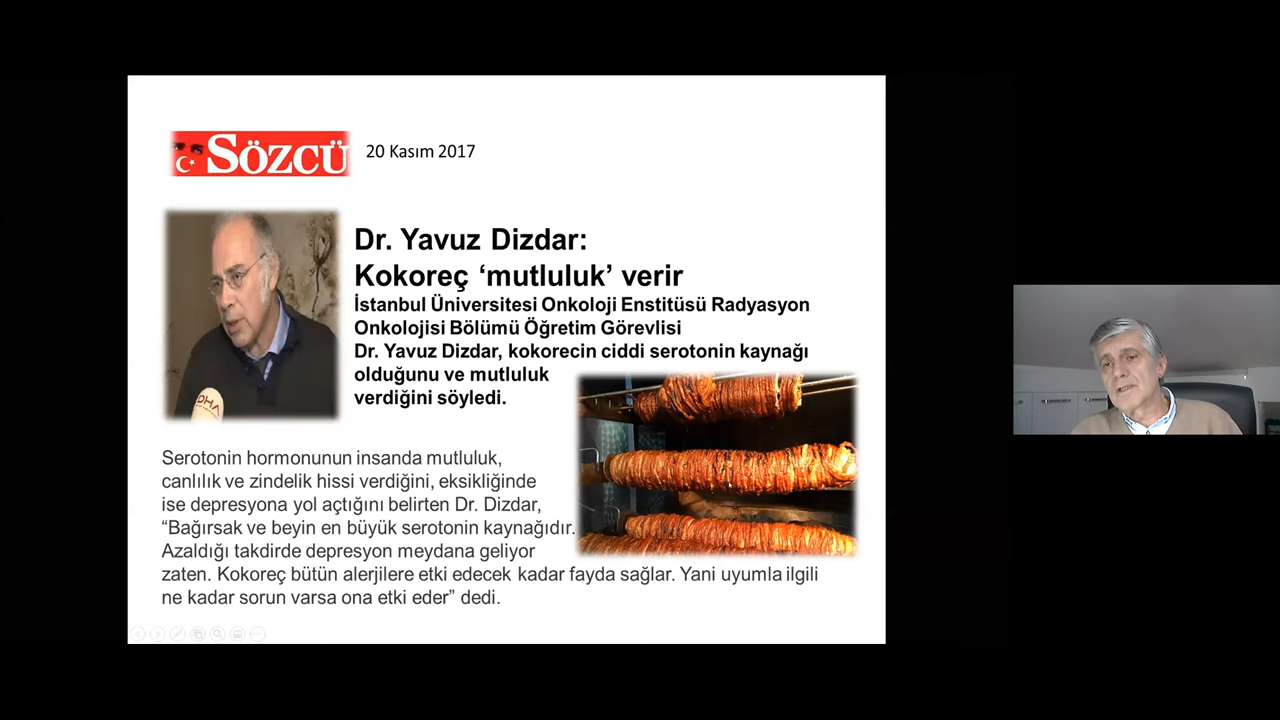 SÖZCÜ
20 Kasım 2017
Dr. Yavuz Dizdar:
Kokoreç ‘mutluluk’ verir
İstanbul Üniversitesi Onkoloji Enstitüsü Radyasyon
Onkolojisi Bölümü Öğretim Görevlisi
Dr. Yavuz Dizdar, kokorecin ciddi serotonin kaynağı
olduğunu ve mutluluk
verdiğini söyledi.
DHA
Serotonin hormonunun insanda mutluluk,
canlılık ve zindelik hissi verdiğini, eksikliğinde
ise depresyona yol açtığını belirten Dr. Dizdar,
“Bağırsak ve beyin en büyük serotonin kaynağıdır.
Azaldığı takdirde depresyon meydana geliyor
zaten. Kokoreç bütün alerjilere etki edecek kadar fayda sağlar. Yani uyumla ilgili
ne kadar sorun varsa ona etki eder” dedi.